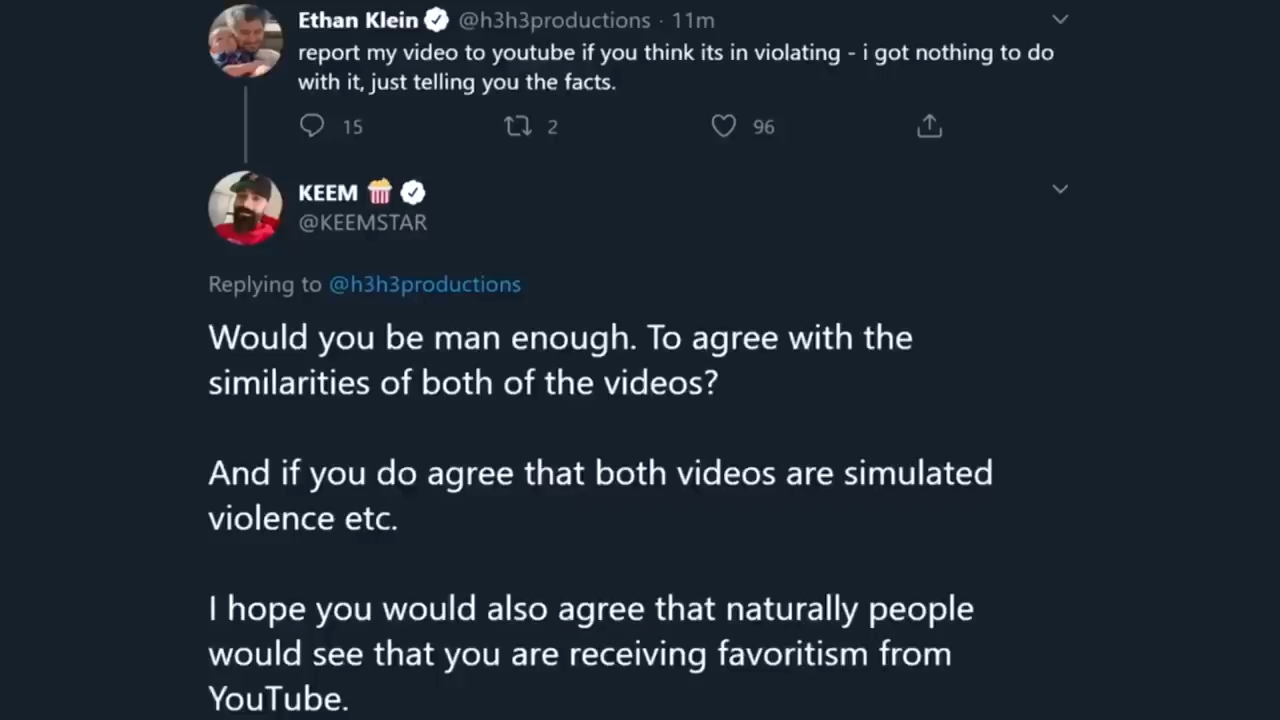 Ethan Klein @h3h3productions · 11m
report my video to youtube if you think its in violating - i got nothing to do
with it, just telling you the facts.
15 2 96
KEEM 🍿
@KEEMSTAR
Replying to @h3h3productions
Would you be man enough. To agree with the
similarities of both of the videos?
And if you do agree that both videos are simulated
violence etc.
I hope you would also agree that naturally people
would see that you are receiving favoritism from
YouTube.